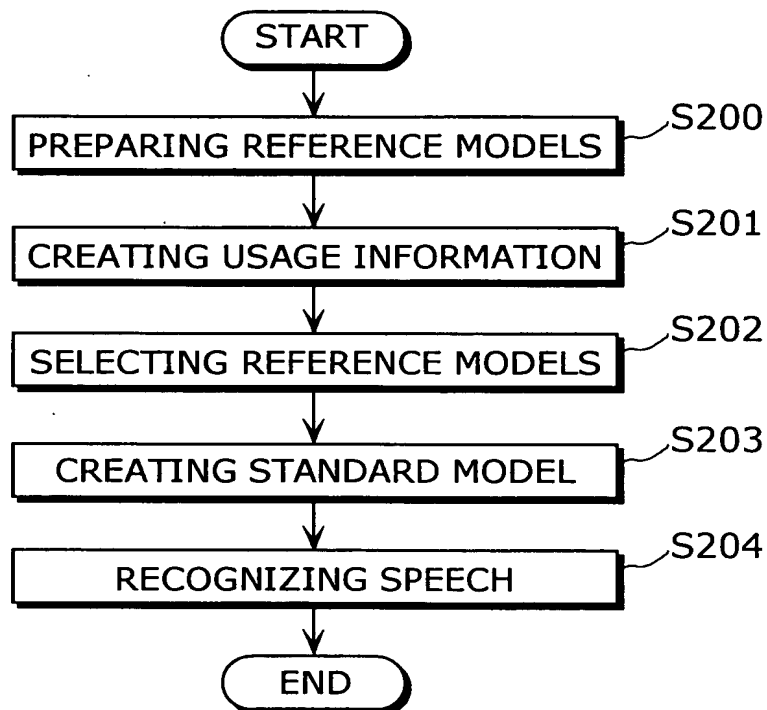 START
PREPARING REFERENCE MODELS
S200
CREATING USAGE INFORMATION
S201
SELECTING REFERENCE MODELS
S202
CREATING STANDARD MODEL
S203
RECOGNIZING SPEECH
S204
END